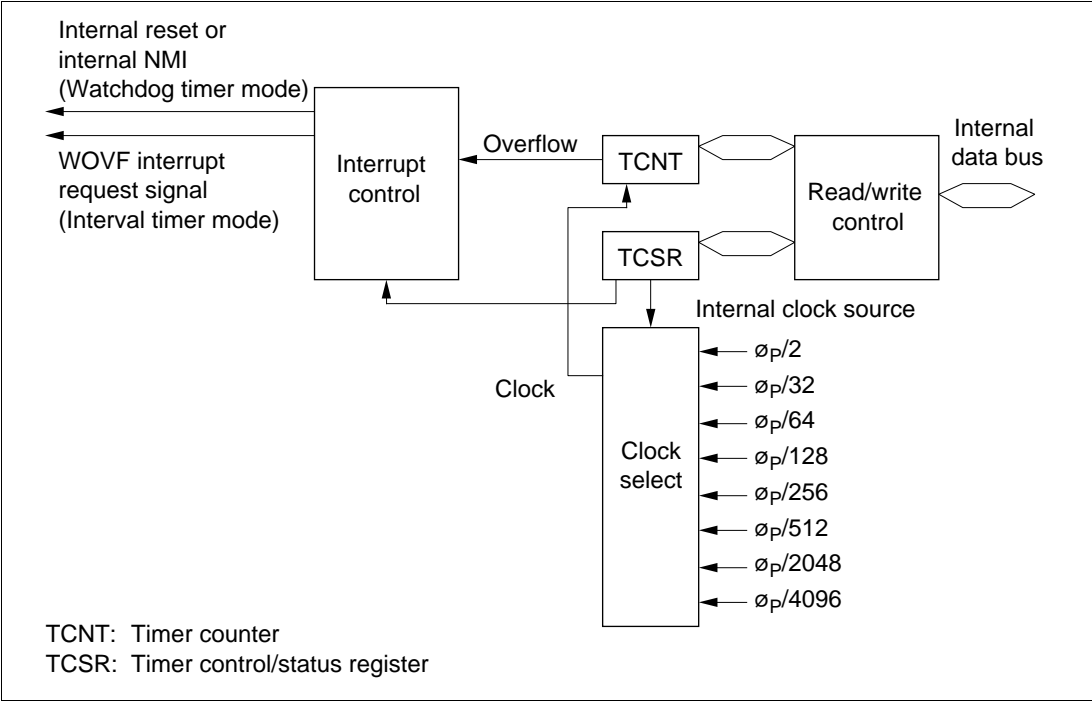 Internal reset or
internal NMI
(Watchdog timer mode)
WOVF interrupt
request signal
(Interval timer mode)
Interrupt
control
Overflow
TCNT
TCSR
Read/write
control
Internal
data bus
Internal clock source
Clock
Clock
select
øP/2
øP/32
øP/64
øP/128
øP/256
øP/512
øP/2048
øP/4096
TCNT: Timer counter
TCSR: Timer control/status register